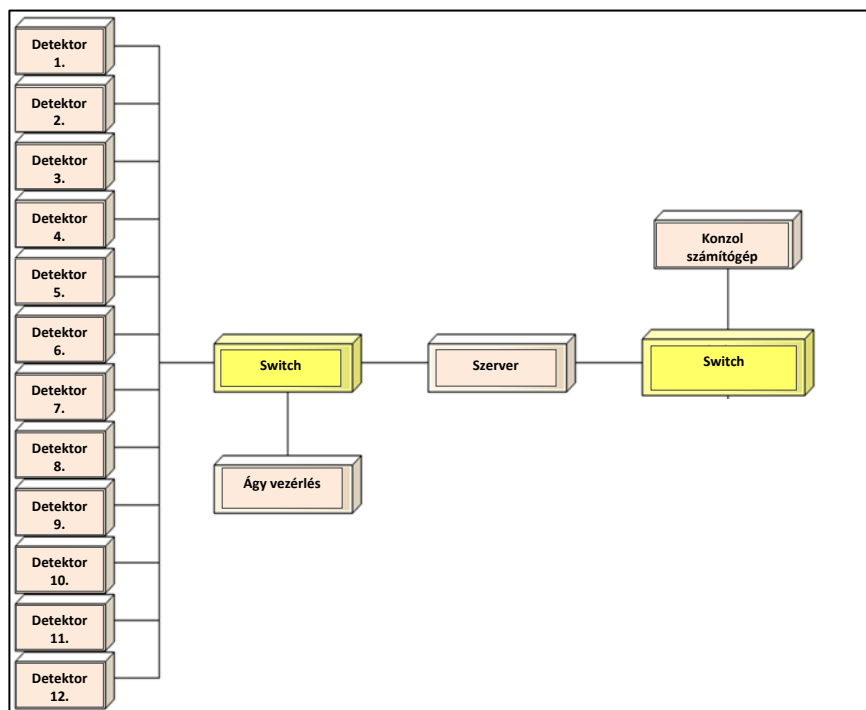 Detektor
1.
Detektor
2.
Detektor
3.
Detektor
4.
Detektor
5.
Detektor
6.
Detektor
7.
Detektor
8.
Detektor
9.
Detektor
10.
Detektor
11.
Detektor
12.
Switch
Ágy vezérlés
Szerver
Konzol
számítógép
Switch